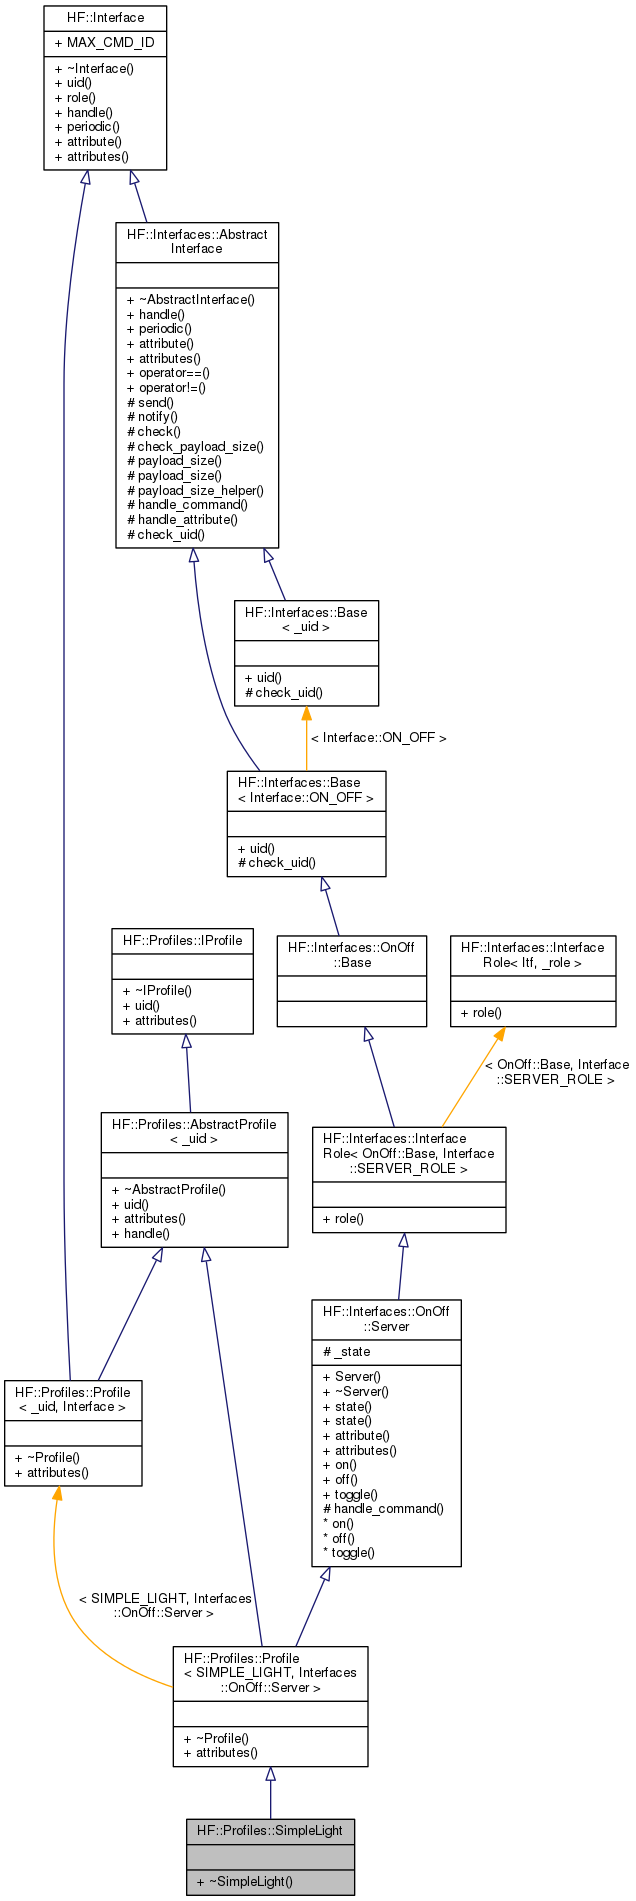 HF::Interface
+ MAX_CMD_ID
+ ~Interface()
+ uid()
+ role()
+ handle()
+ periodic()
+ attribute()
+ attributes()
HF::Interfaces::Abstract
Interface
+ ~AbstractInterface()
+ handle()
+ periodic()
+ attribute()
+ attributes()
+ operator==()
+ operator!=()
# send()
# notify()
# check()
# check_payload_size()
# payload_size()
# payload_size()
# payload_size_helper()
# handle_command()
# handle_attribute()
# check_uid()
HF::Interfaces::Base
< _uid >
+ uid()
# check_uid()
< Interface::ON_OFF >
HF::Interfaces::Base
< Interface::ON_OFF >
+ uid()
# check_uid()
HF::Profiles::IProfile
+ ~IProfile()
+ uid()
+ attributes()
HF::Interfaces::OnOff
::Base
HF::Interfaces::Interface
Role< Itf, _role >
+ role()
< OnOff::Base, Interface
::SERVER_ROLE >
HF::Profiles::AbstractProfile
< _uid >
+ ~AbstractProfile()
+ uid()
+ attributes()
+ handle()
HF::Interfaces::Interface
Role< OnOff::Base, Interface
::SERVER_ROLE >
+ role()
HF::Interfaces::OnOff
::Server
# _state
+ Server()
+ ~Server()
+ state()
+ state()
+ attribute()
+ attributes()
+ on()
+ off()
+ toggle()
# handle_command()
* on()
* off()
* toggle()
HF::Profiles::Profile
< _uid, Interface >
+ ~Profile()
+ attributes()
< SIMPLE_LIGHT, Interfaces
::OnOff::Server >
HF::Profiles::Profile
< SIMPLE_LIGHT, Interfaces
::OnOff::Server >
+ ~Profile()
+ attributes()
HF::Profiles::SimpleLight
+ ~SimpleLight()